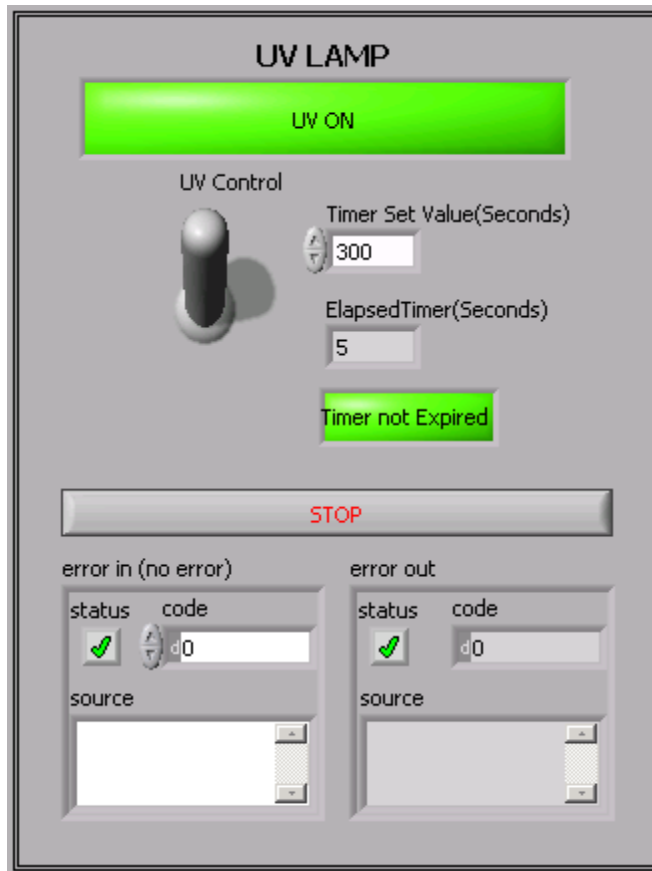 UV LAMP
UV ON
UV Control
Timer Set Value(Seconds)
300
ElapsedTimer(Seconds)
5
Timer not Expired
STOP
error in (no error)
status code
d0
source
error out
status code
d0
source